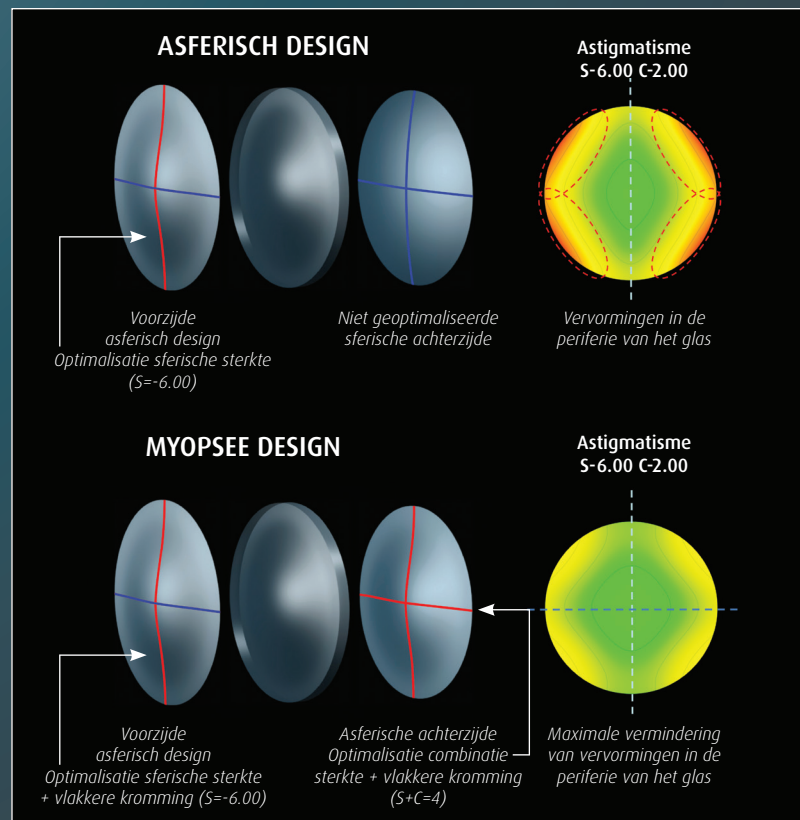 ASFERISCH DESIGN
Astigmatisme
S-6.00 C-2.00
Voorzijde
asferisch design
Optimalisatie sferische sterkte
(S=-6.00)
Niet geoptimaliseerde
sferische achterzijde
Vervormingen in de
periferie van het glas
MYOPSEE DESIGN
Astigmatisme
S-6.00 C-2.00
Voorzijde
asferisch design
Optimalisatie sferische sterkte
+ vlakkere kromming (S=-6.00)
Asferische achterzijde
Optimalisatie combinatie
sterkte + vlakkere kromming
(S+C=4)
Maximale vermindering
van vervormingen in de
periferie van het glas